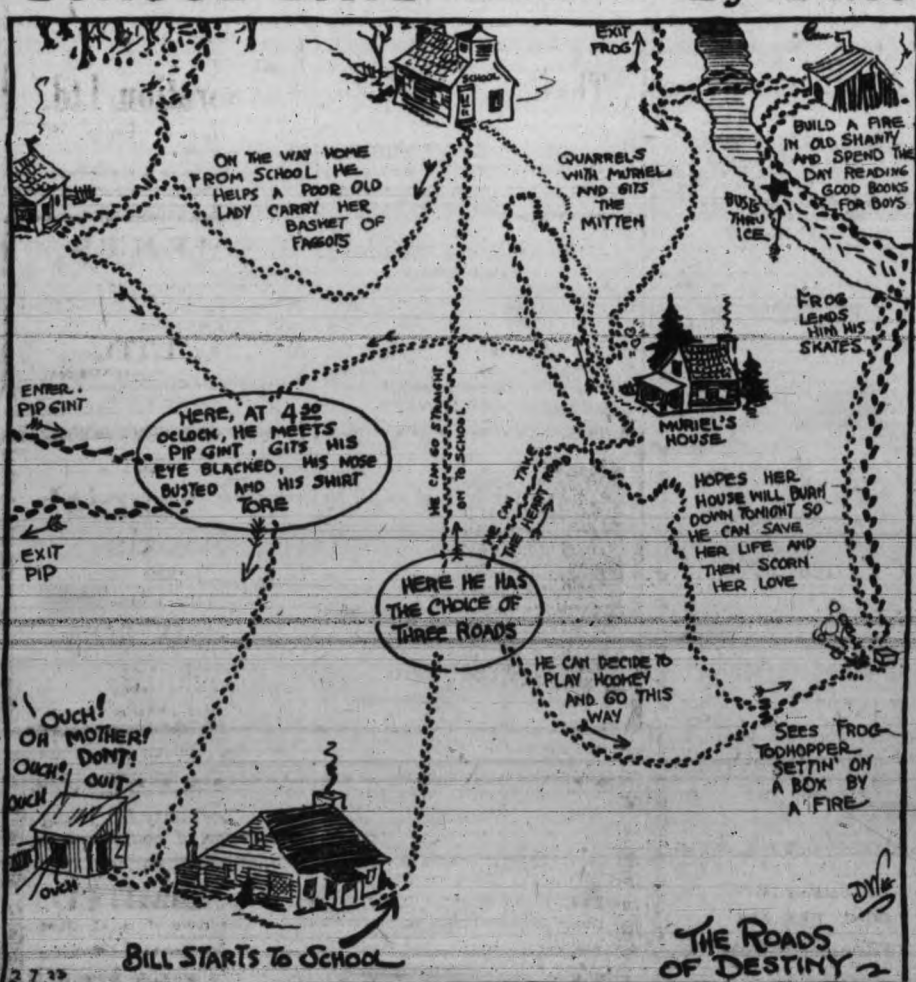 SCHOOL
EXIT
FROG
BUILD A FIRE
IN OLD SHANTY
AND SPEND THE
DAY READING
GOOD BOOKS
FOR BOYS
ON THE WAY HOME
FROM SCHOOL HE
HELPS A POOR OLD
LADY CARRY HER
BASKET OF
FAGGOTS
QUARRELS
WITH MURIEL
AND GITS
THE
MITTEN
BUSTS
THRU
ICE
FROG
LENDS
HIM HIS
SKATES
ENTER
PIP GINT
HERE, AT 4 30
OCLOCK, HE MEETS
PIP GINT, GITS HIS
EYE BLACKED, HIS NOSE
BUSTED AND HIS SHIRT
TORE
HE CAN GO STRAIGHT
ON TO SCHOOL
HE CAN TAKE
THE HENRY ROAD
MURIEL'S
HOUSE
HOPES HER
HOUSE WILL BURN
DOWN TONIGHT SO
HE CAN SAVE
HER LIFE AND
THEN SCORN
HER LOVE
EXIT
PIP
HERE HE HAS
THE CHOICE OF
THREE ROADS
HE CAN DECIDE TO
PLAY HOOKEY
AND GO THIS
WAY
SEES FROG
TODHOPPER
SETTIN' ON
A BOX BY
A FIRE
OUCH!
OH MOTHER!
DONT!
OUCH! QUIT
OUCH
OUCH
BILL STARTS TO SCHOOL
THE ROADS
OF DESTINY